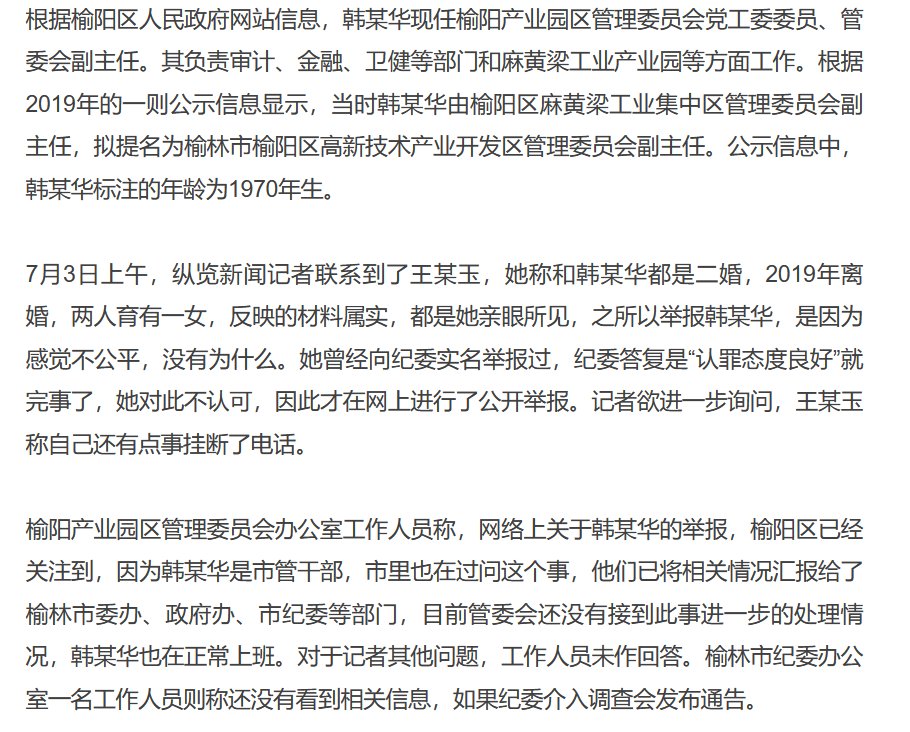 根据榆阳区人民政府网站信息，韩某华现任榆阳产业园区管理委员会党工委委员、管
委会副主任。其负责审计、金融、卫健等部门和麻黄梁工业产业园等方面工作。根据
2019年的一则公示信息显示，当时韩某华由榆阳区麻黄梁工业集中区管理委员会副
主任，拟提名为榆林市榆阳区高新技术产业开发区管理委员会副主任。公示信息中，
韩某华标注的年龄为1970年生。
7月3日上午，纵览新闻记者联系到了王某玉，她称和韩某华都是二婚，2019年离
婚，两人育有一女，反映的材料属实，都是她亲眼所见，之所以举报韩某华，是因为
感觉不公平，没有为什么。她曾经向纪委实名举报过，纪委答复是“认罪态度良好”就
完事了，她对此不认可，因此才在网上进行了公开举报。记者欲进一步询问，王某玉
称自己还有点事挂断了电话。
榆阳产业园区管理委员会办公室工作人员称，网络上关于韩某华的举报，榆阳区已经
关注到，因为韩某华是市管干部，市里也在过问这个事，他们已将相关情况汇报给了
榆林市委办、政府办、市纪委等部门，目前管委会还没有接到此事进一步的处理情
况，韩某华也在正常上班。对于记者其他问题，工作人员未作回答。榆林市纪委办公
室一名工作人员则称还没有看到相关信息，如果纪委介入调查会发布通告。